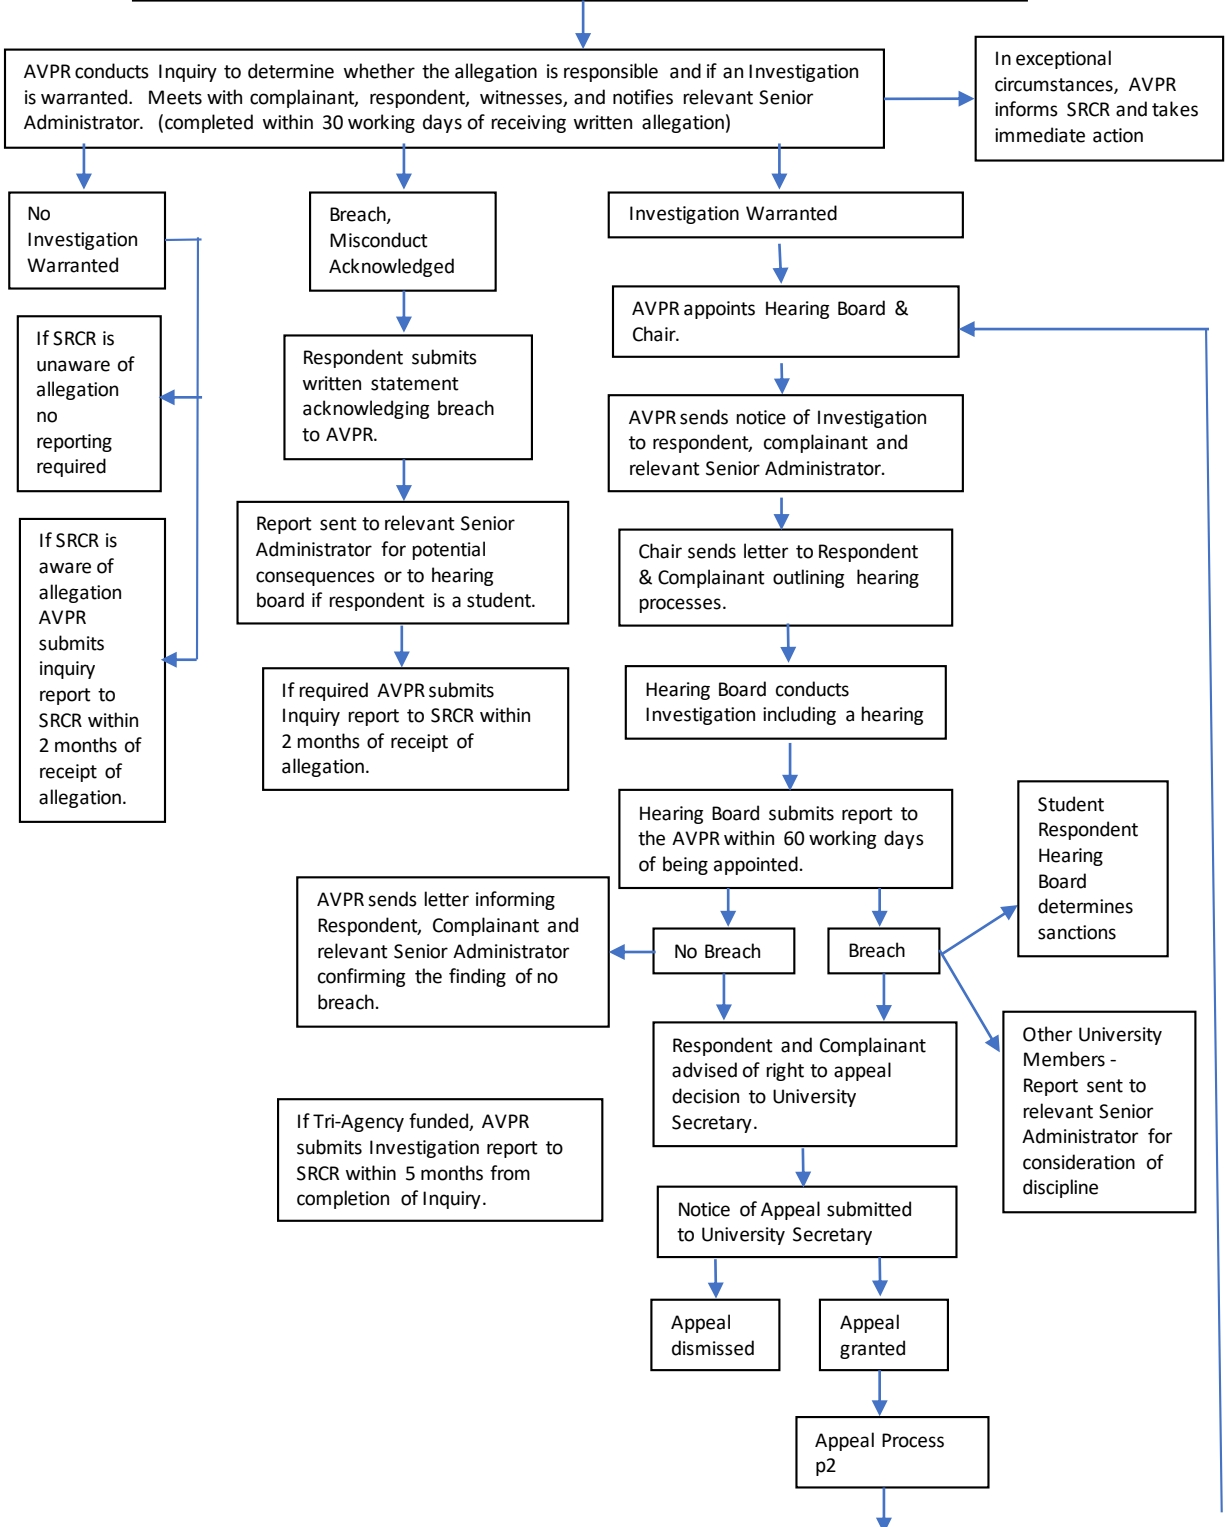 AVPR conducts Inquiry to determine whether the allegation is responsible and if an Investigation
is warranted. Meets with complainant, respondent, witnesses, and notifies relevant Senior
Administrator. (completed within 30 working days of receiving written allegation)
In exceptional
circumstances, AVPR
informs SRCR and takes
immediate action
No
Investigation
Warranted
Breach,
Misconduct
Acknowledged
Investigation Warranted
AVPR appoints Hearing Board &
Chair.
If SRCR is
unaware of
allegation
no
reporting
required
Respondent submits
written statement
acknowledging breach
to AVPR.
AVPR sends notice of Investigation
to respondent, complainant and
relevant Senior Administrator.
Report sent to relevant Senior
Administrator for potential
consequences or to hearing
board if respondent is a student.
If SRCR is
aware of
allegation
AVPR
submits
inquiry
report to
SRCR within
2 months of
receipt of
allegation.
Chair sends letter to Respondent
& Complainant outlining hearing
processes.
If required AVPR submits
Inquiry report to SRCR within
2 months of receipt of
allegation.
Hearing Board conducts
Investigation including a hearing
Hearing Board submits report to
the AVPR within 60 working days
of being appointed.
Student
Respondent
Hearing
Board
determines
sanctions
AVPR sends letter informing
Respondent, Complainant and
relevant Senior Administrator
confirming the finding of no
breach.
No Breach
Breach
Respondent and Complainant
advised of right to appeal
decision to University
Secretary.
Other University
Members -
Report sent to
relevant Senior
Administrator for
consideration of
discipline
If Tri-Agency funded, AVPR
submits Investigation report to
SRCR within 5 months from
completion of Inquiry.
Notice of Appeal submitted
to University Secretary
Appeal
dismissed
Appeal
granted
Appeal Process
p2